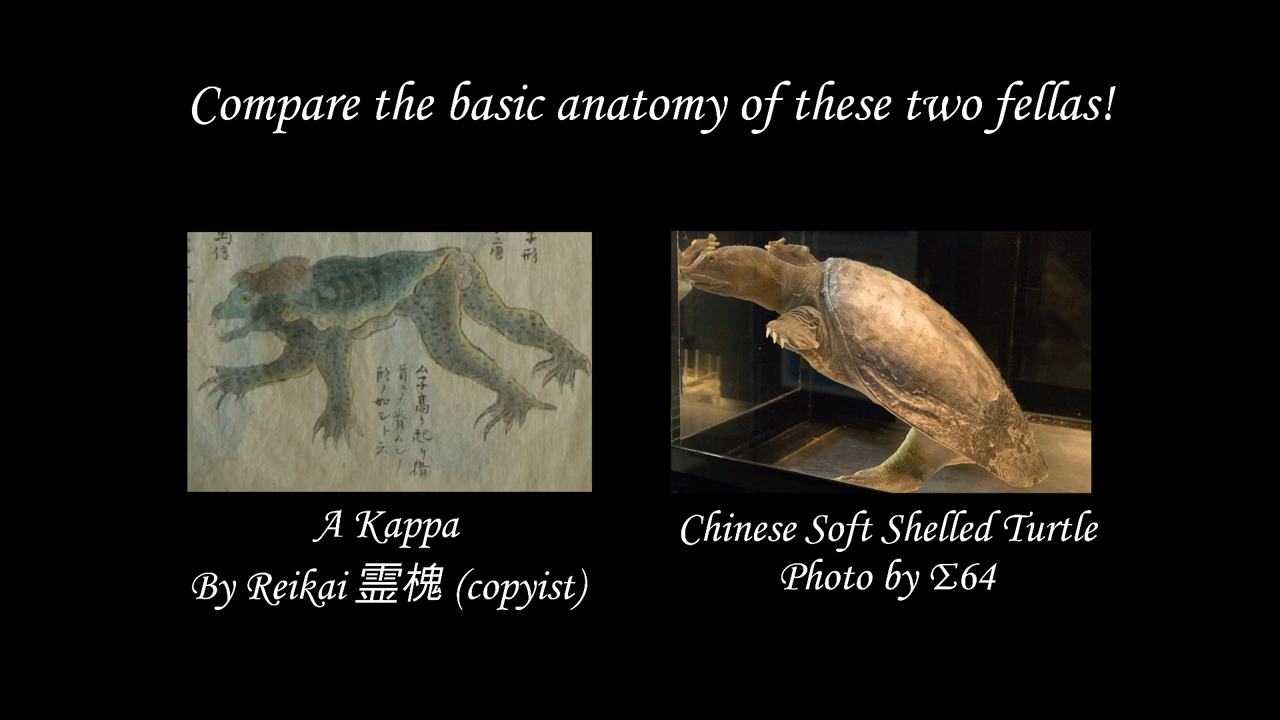 Compare the basic anatomy of these two fellas!
A Kappa
By Reikai 霊槐 (copyist)
Chinese Soft Shelled Turtle
Photo by Σ64